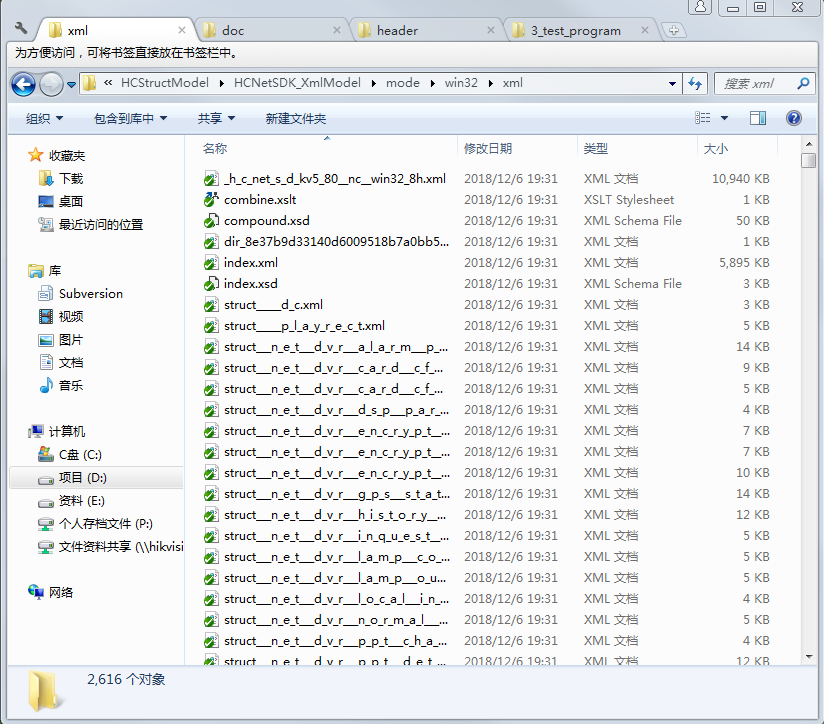 xml
doc
header
3_test_program
为方便访问，可将书签直接放在书签栏中。
« HCStructModel HCNetSDK_XmlModel mode win32 xml
搜索 xml
组织 包含到库中 共享 新建文件夹
收藏夹
下载
桌面
最近访问的位置
库
Subversion
视频
图片
文档
音乐
计算机
C盘 (C:)
项目 (D:)
资料 (E:)
个人存档文件 (P:)
文件资料共享 (\\hikvisi
网络
名称 修改日期 类型 大小
_h_c_net_s_d_kv5_80__nc__win32_8h.xml 2018/12/6 19:31 XML 文档 10,940 KB
combine.xslt 2018/12/6 19:31 XSLT Stylesheet 1 KB
compound.xsd 2018/12/6 19:31 XML Schema File 50 KB
dir_8e37b9d33140d6009518b7a0bb5... 2018/12/6 19:31 XML 文档 1 KB
index.xml 2018/12/6 19:31 XML 文档 5,895 KB
index.xsd 2018/12/6 19:31 XML Schema File 3 KB
struct____d_c.xml 2018/12/6 19:31 XML 文档 3 KB
struct____p_l_a_y_r_e_c_t.xml 2018/12/6 19:31 XML 文档 5 KB
struct__n_e_t__d_v_r__a_l_a_r_m__p_... 2018/12/6 19:31 XML 文档 14 KB
struct__n_e_t__d_v_r__c_a_r_d__c_f_... 2018/12/6 19:31 XML 文档 9 KB
struct__n_e_t__d_v_r__c_a_r_d__c_f_... 2018/12/6 19:31 XML 文档 5 KB
struct__n_e_t__d_v_r__d_s_p__p_a_r_... 2018/12/6 19:31 XML 文档 4 KB
struct__n_e_t__d_v_r__e_n_c_r_y_p_t_... 2018/12/6 19:31 XML 文档 7 KB
struct__n_e_t__d_v_r__e_n_c_r_y_p_t_... 2018/12/6 19:31 XML 文档 7 KB
struct__n_e_t__d_v_r__e_n_c_r_y_p_t_... 2018/12/6 19:31 XML 文档 10 KB
struct__n_e_t__d_v_r__g_p_s__s_t_a_t... 2018/12/6 19:31 XML 文档 14 KB
struct__n_e_t__d_v_r__h_i_s_t_o_r_y_... 2018/12/6 19:31 XML 文档 12 KB
struct__n_e_t__d_v_r__i_n_q_u_e_s_t_... 2018/12/6 19:31 XML 文档 5 KB
struct__n_e_t__d_v_r__l_a_m_p__c_o_... 2018/12/6 19:31 XML 文档 5 KB
struct__n_e_t__d_v_r__l_a_m_p__o_u_... 2018/12/6 19:31 XML 文档 5 KB
struct__n_e_t__d_v_r__l_o_c_a_l__i_n_... 2018/12/6 19:31 XML 文档 4 KB
struct__n_e_t__d_v_r__n_o_r_m_a_l__... 2018/12/6 19:31 XML 文档 5 KB
struct__n_e_t__d_v_r__p_p_t__c_h_a_... 2018/12/6 19:31 XML 文档 4 KB
struct__n_e_t__d_v_r__p_p_t__d_e_t_... 2018/12/6 19:31 XML 文档 12 KB
2,616 个对象